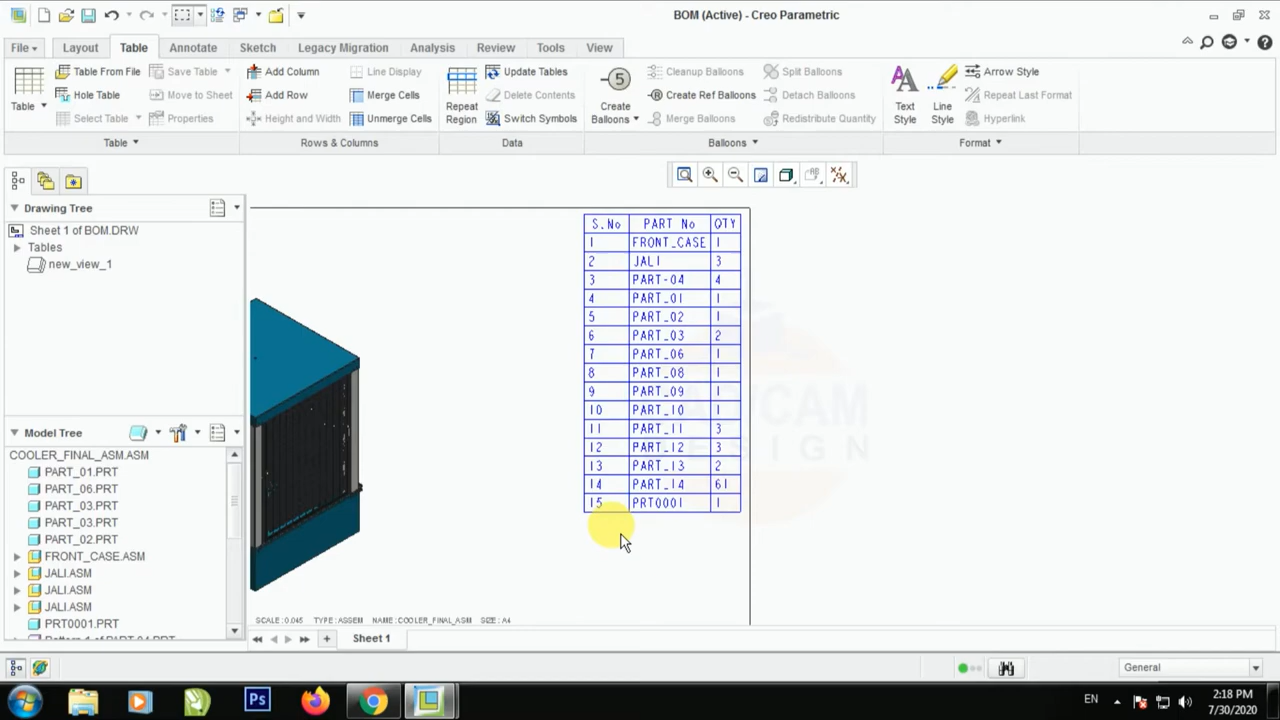 BOM (Active) - Creo Parametric
File Layout Table Annotate Sketch Legacy Migration Analysis Review Tools View
Table
Table From File
Hole Table
Select Table
Save Table
Move to Sheet
Properties
Table
Add Column
Add Row
Height and Width
Line Display
Merge Cells
Unmerge Cells
Rows & Columns
Repeat Region
Update Tables
Delete Contents
Switch Symbols
Data
5
Create Balloons
Cleanup Balloons
Create Ref Balloons
Merge Balloons
Split Balloons
Detach Balloons
Redistribute Quantity
Balloons
Text Style
Line Style
Arrow Style
Repeat Last Format
Hyperlink
Format
Drawing Tree
Sheet 1 of BOM.DRW
Tables
new_view_1
Model Tree
COOLER_FINAL_ASM.ASM
PART_01.PRT
PART_06.PRT
PART_03.PRT
PART_03.PRT
PART_02.PRT
FRONT_CASE.ASM
JALI.ASM
JALI.ASM
JALI.ASM
PRT0001.PRT
Pattern 1 of PART-04.PRT
S.No PART No QTY
1 FRONT_CASE 1
2 JALI 3
3 PART-04 4
4 PART_01 1
5 PART_02 1
6 PART_03 2
7 PART_06 1
8 PART_08 1
9 PART_09 1
10 PART_10 1
11 PART_11 3
12 PART_12 3
13 PART_13 2
14 PART_14 61
15 PRT0001 1
SCALE : 0.045 TYPE : ASSEM NAME : COOLER_FINAL_ASM SIZE : A4
Sheet 1
General
Ps
EN
2:18 PM
7/30/2020